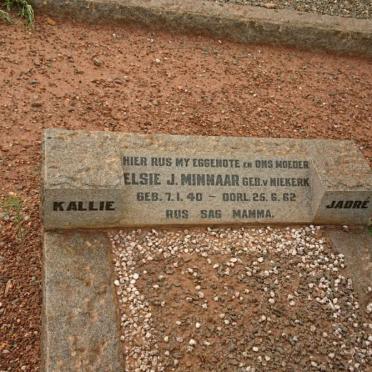 HIER RUS MY EGGENOTE EN ONS MOEDER
ELSIE J. MINNAAR GEB. V NIEKERK
GEB. 7.1.40 - OORL 25.6.62
RUS SAG MAMMA.
KALLIE
JADRÉ